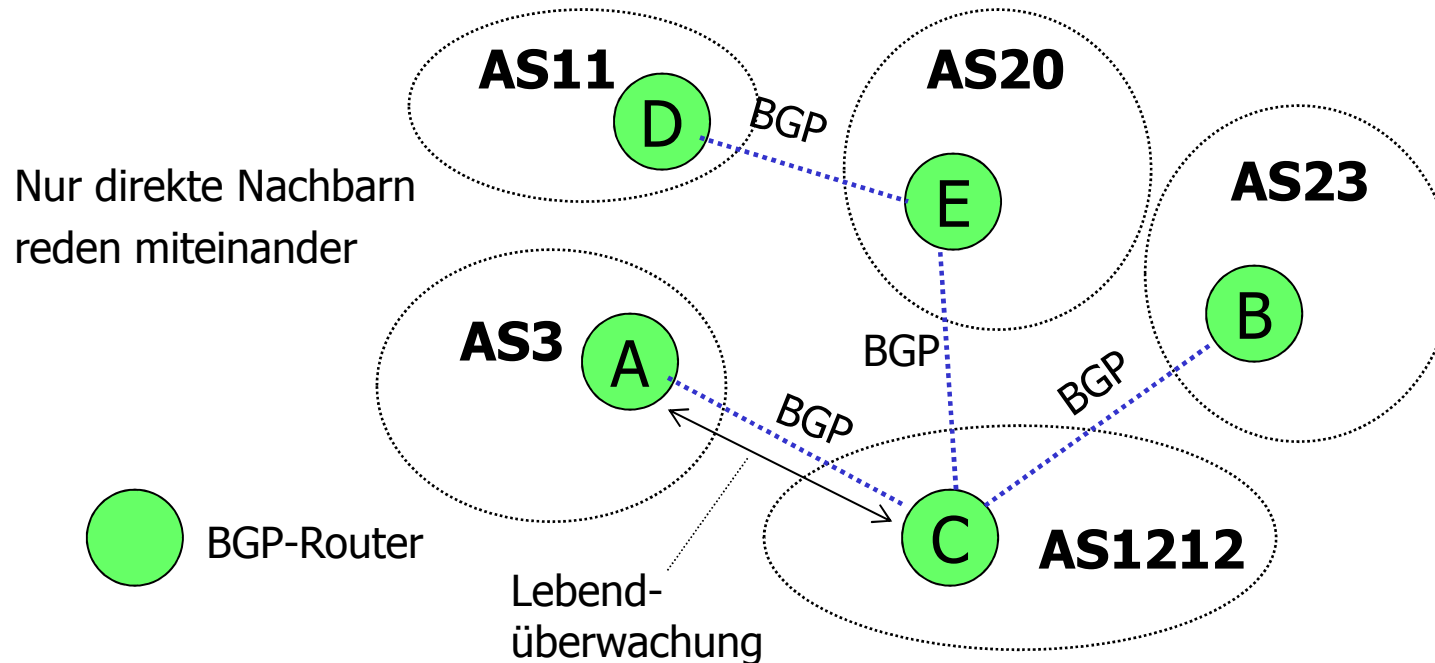 AS11
D
BGP
AS20
E
AS23
B
Nur direkte Nachbarn
reden miteinander
AS3
A
BGP
BGP
BGP
C
AS1212
BGP-Router
Lebend-
überwachung